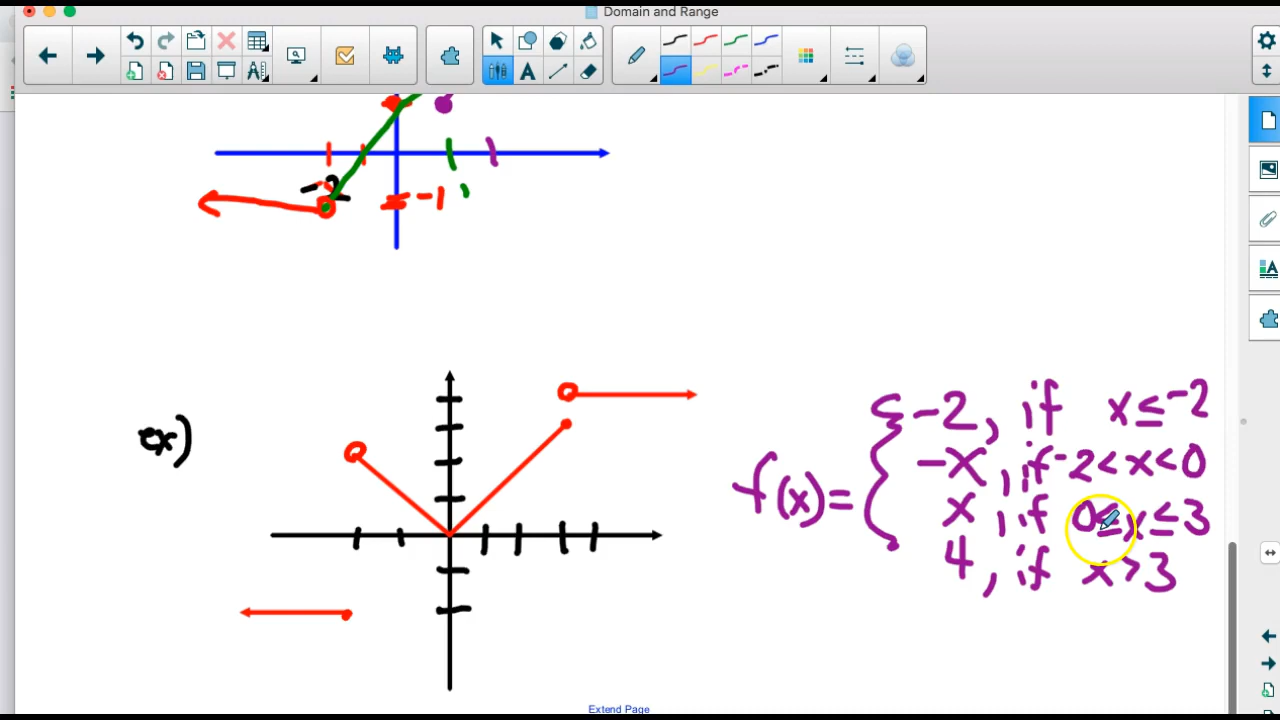 Domain and Range
-2
= -1
ex)
f(x)= { -2, if x ≤ -2
-x, if -2 < x < 0
x, if 0 ≤ x ≤ 3
4, if x > 3
Extend Page